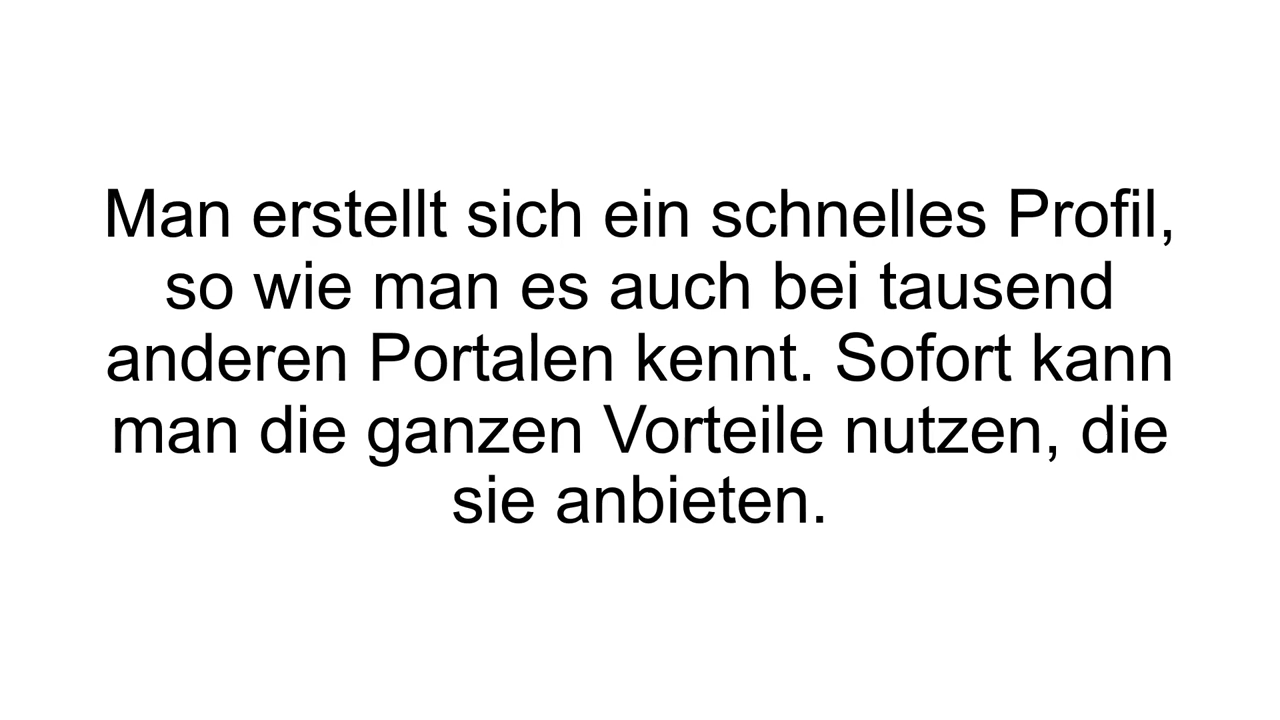 Man erstellt sich ein schnelles Profil,
so wie man es auch bei tausend
anderen Portalen kennt. Sofort kann
man die ganzen Vorteile nutzen, die
sie anbieten.